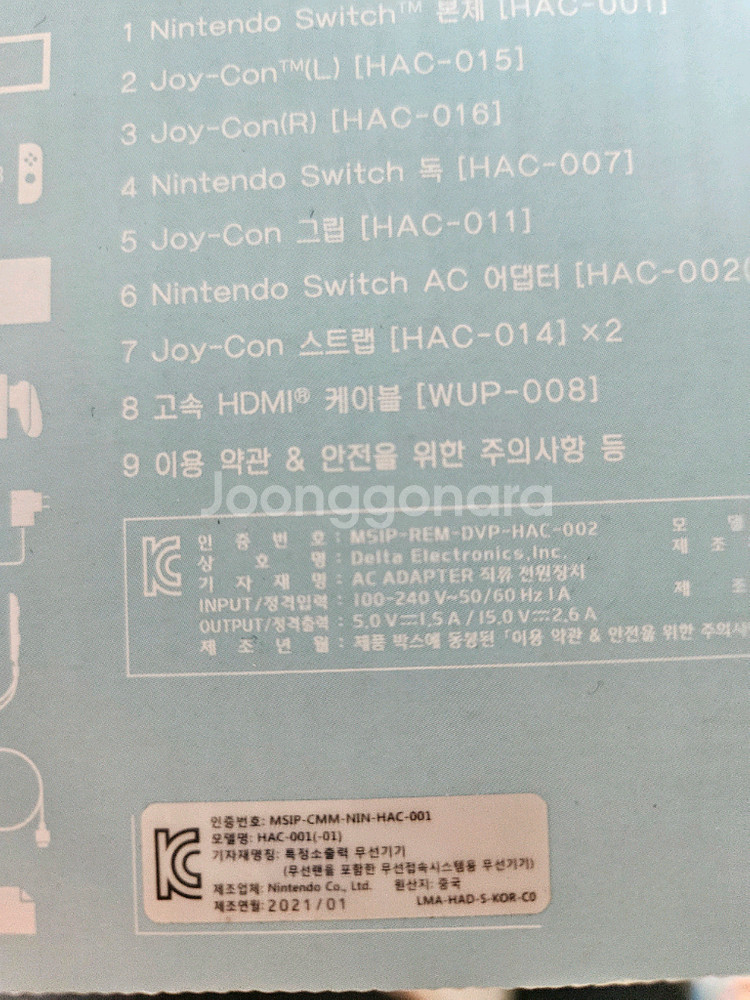 1 Nintendo Switch™ 본체 [HAC-001]
2 Joy-Con™(L) [HAC-015]
3 Joy-Con(R) [HAC-016]
4 Nintendo Switch 독 [HAC-007]
5 Joy-Con 그립 [HAC-011]
6 Nintendo Switch AC 어댑터 [HAC-002(
7 Joy-Con 스트랩 [HAC-014] ×2
8 고속 HDMI® 케이블 [WUP-008]
9 이용 약관 & 안전을 위한 주의사항 등
Joonggonara
인 증 번 호 : MSIP-REM-DVP-HAC-002
상 호 명 : Delta Electronics,Inc.
기 자 재 명 : AC ADAPTER 직류 전원장치
INPUT/정격입력 : 100-240 V~50/60 Hz 1A
OUTPUT/정격출력 : 5.0 V⎓1.5 A / 15.0 V⎓2.6 A
제 조 년 월 : 제품 박스에 동봉된 「이용 약관 & 안전을 위한 주의사
모 델
제 조
제 조
인증번호: MSIP-CMM-NIN-HAC-001
모델명: HAC-001(-01)
기자재명칭: 특정소출력 무선기기
(무선랜을 포함한 무선접속시스템용 무선기기)
제조업체: Nintendo Co., Ltd. 원산지: 중국
제조연월: 2021/01 LMA-HAD-S-KOR-C0